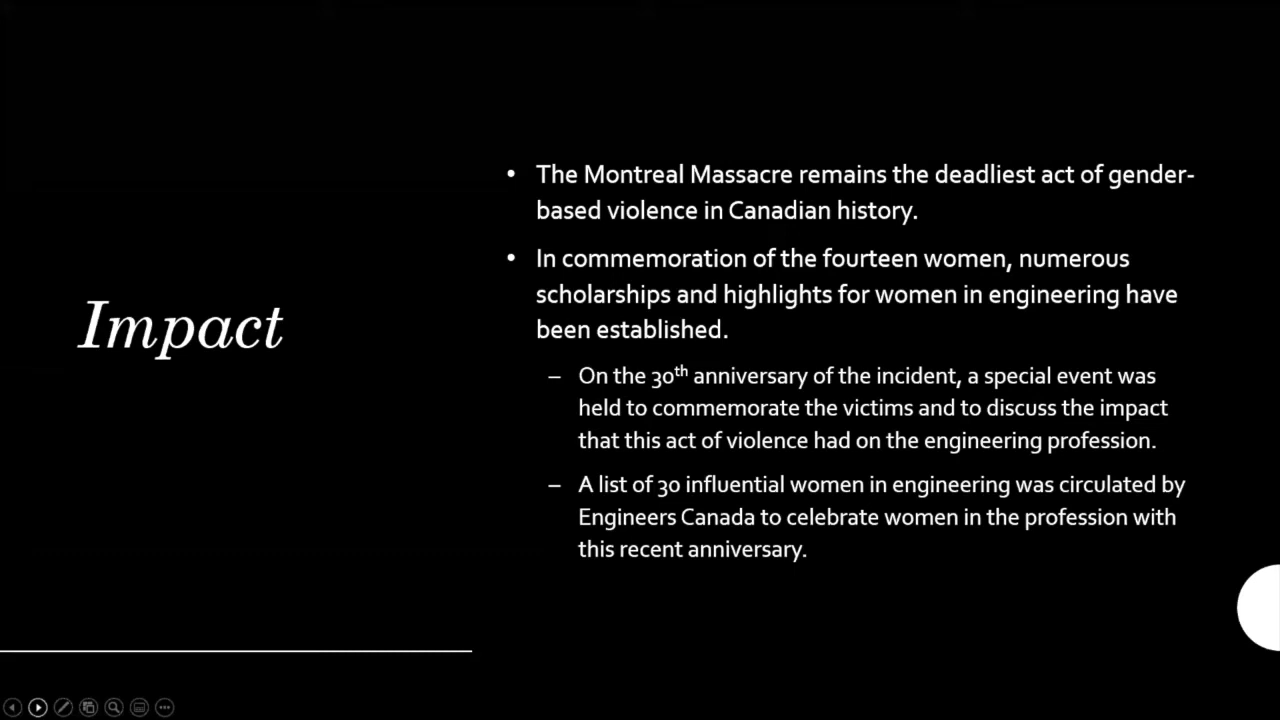 Impact
• The Montreal Massacre remains the deadliest act of gender-
based violence in Canadian history.
• In commemoration of the fourteen women, numerous
scholarships and highlights for women in engineering have
been established.
– On the 30th anniversary of the incident, a special event was
held to commemorate the victims and to discuss the impact
that this act of violence had on the engineering profession.
– A list of 30 influential women in engineering was circulated by
Engineers Canada to celebrate women in the profession with
this recent anniversary.